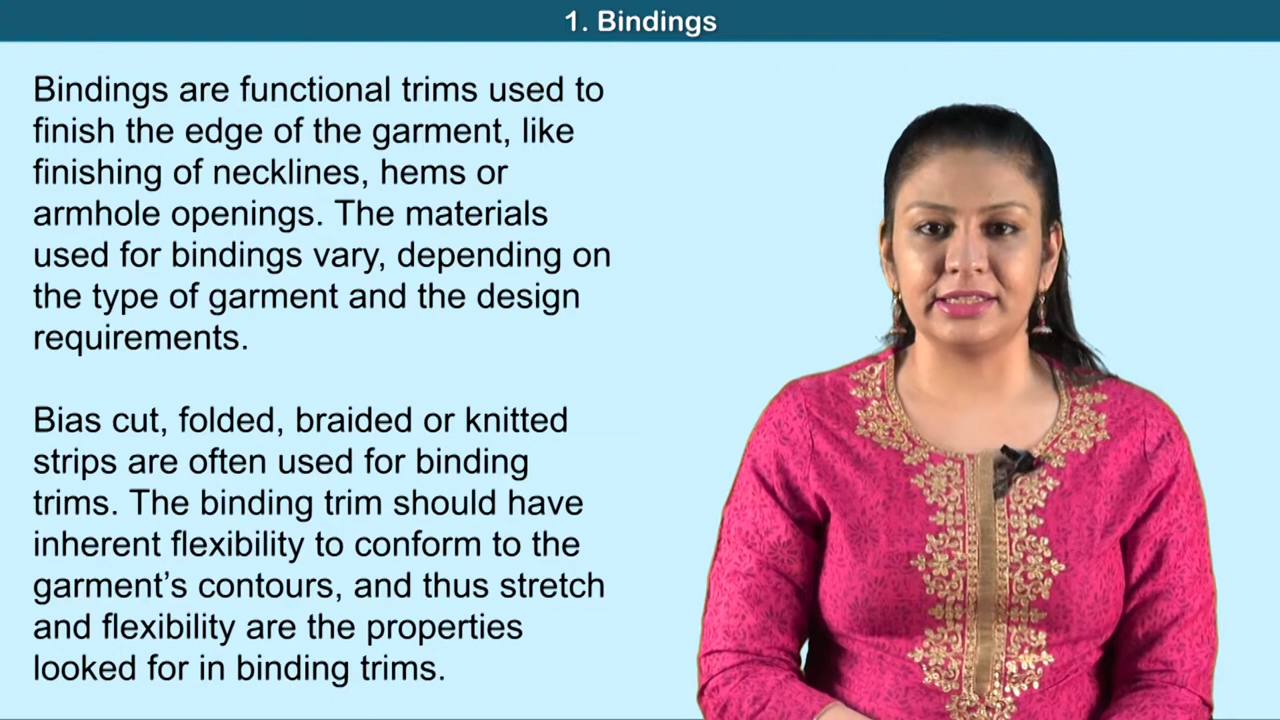 1. Bindings
Bindings are functional trims used to
finish the edge of the garment, like
finishing of necklines, hems or
armhole openings. The materials
used for bindings vary, depending on
the type of garment and the design
requirements.
Bias cut, folded, braided or knitted
strips are often used for binding
trims. The binding trim should have
inherent flexibility to conform to the
garment’s contours, and thus stretch
and flexibility are the properties
looked for in binding trims.